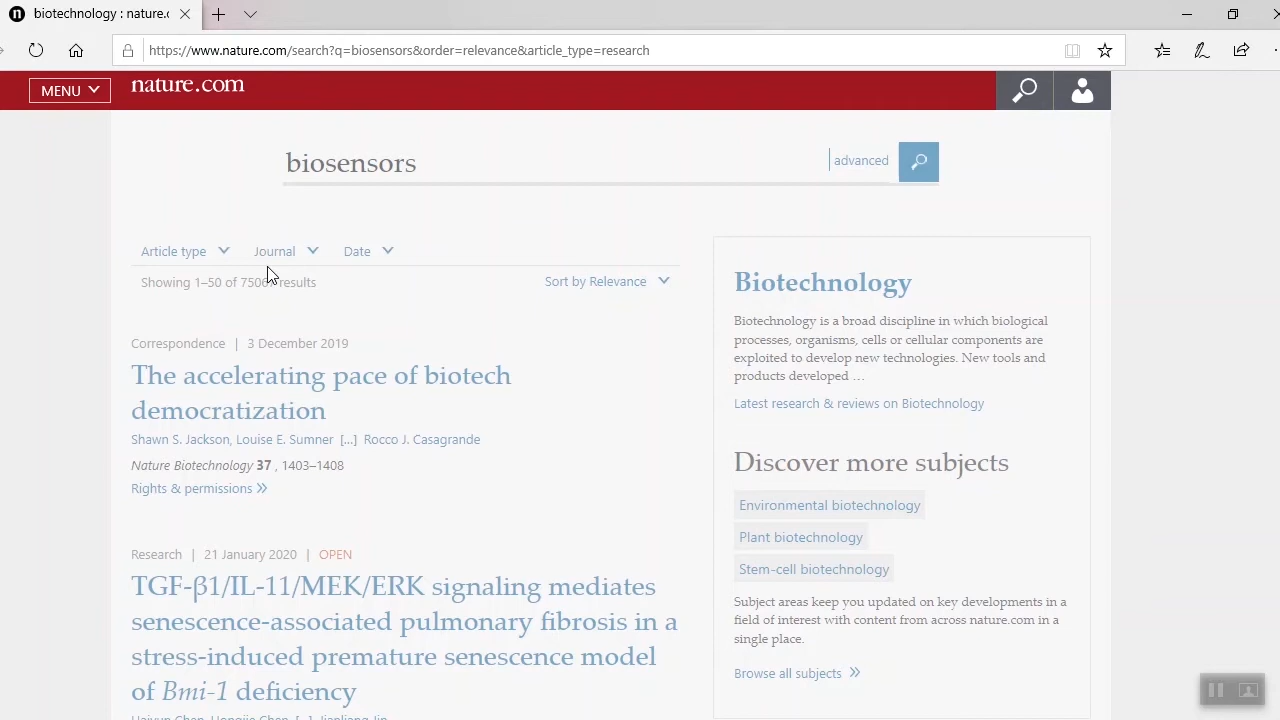 biotechnology : nature.c
https://www.nature.com/search?q=biosensors&order=relevance&article_type=research
MENU
nature.com
biosensors
advanced
Article type Journal Date
Showing 1–50 of results
Sort by Relevance
Correspondence | 3 December 2019
The accelerating pace of biotech
democratization
Shawn S. Jackson, Louise E. Sumner [...] Rocco J. Casagrande
Nature Biotechnology 37 , 1403–1408
Rights & permissions »
Research | 21 January 2020 | OPEN
TGF-β1/IL-11/MEK/ERK signaling mediates
senescence-associated pulmonary fibrosis in a
stress-induced premature senescence model
of Bmi-1 deficiency
Haiyun Chen, Hongjie Chen, [...] Jianliang Jin
Biotechnology
Biotechnology is a broad discipline in which biological
processes, organisms, cells or cellular components are
exploited to develop new technologies. New tools and
products developed …
Latest research & reviews on Biotechnology
Discover more subjects
Environmental biotechnology
Plant biotechnology
Stem-cell biotechnology
Subject areas keep you updated on key developments in a
field of interest with content from across nature.com in a
single place.
Browse all subjects »